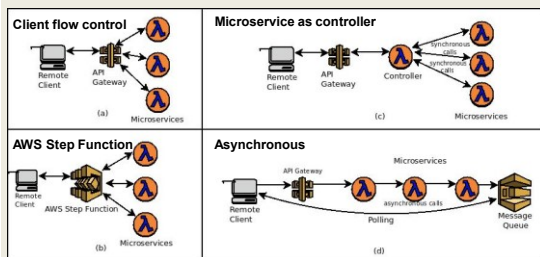 Client flow control
Remote
Client
API
Gateway
Microservices
(a)
Microservice as controller
Remote
Client
API
Gateway
Controller
synchronous
calls
synchronous
calls
Microservices
(c)
AWS Step Function
Remote
Client
AWS Step Function
Microservices
(b)
Asynchronous
API Gateway
Microservices
Remote
Client
asynchronous calls
Polling
Message
Queue
(d)